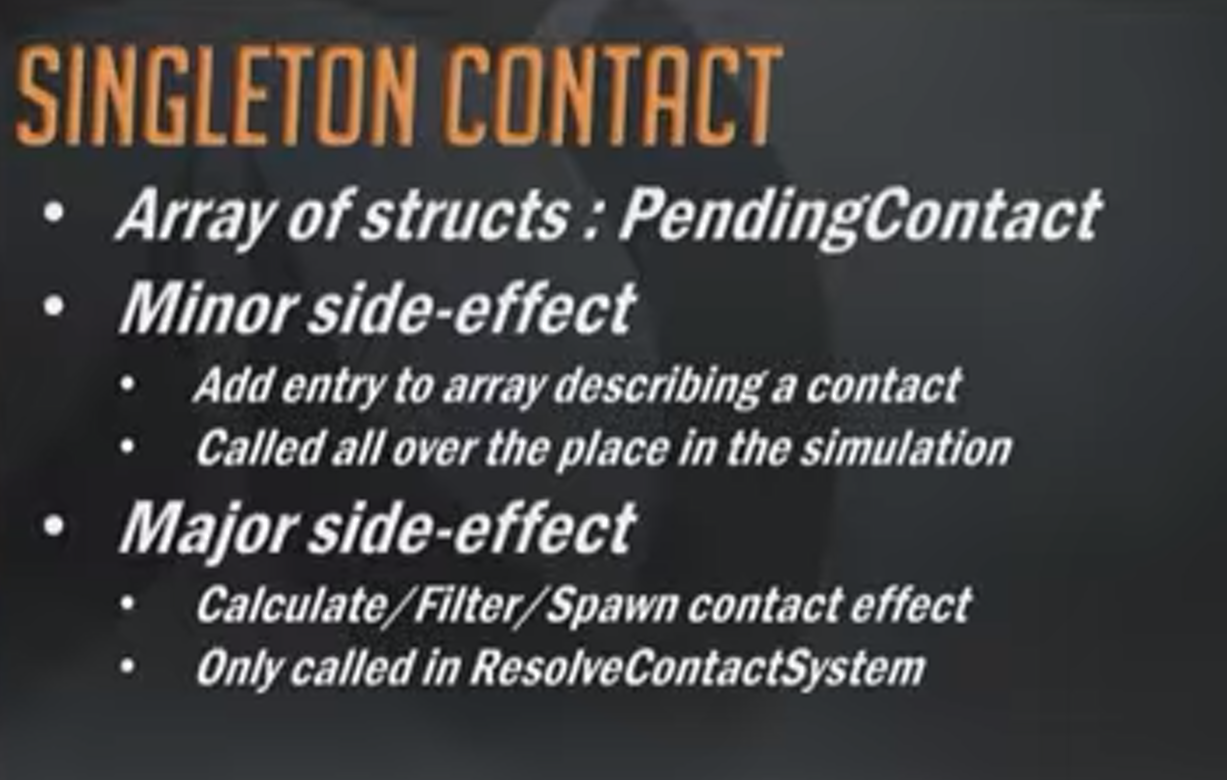 SINGLETON CONTACT
• Array of structs : PendingContact
• Minor side-effect
• Add entry to array describing a contact
• Called all over the place in the simulation
• Major side-effect
• Calculate/Filter/Spawn contact effect
• Only called in ResolveContactSystem